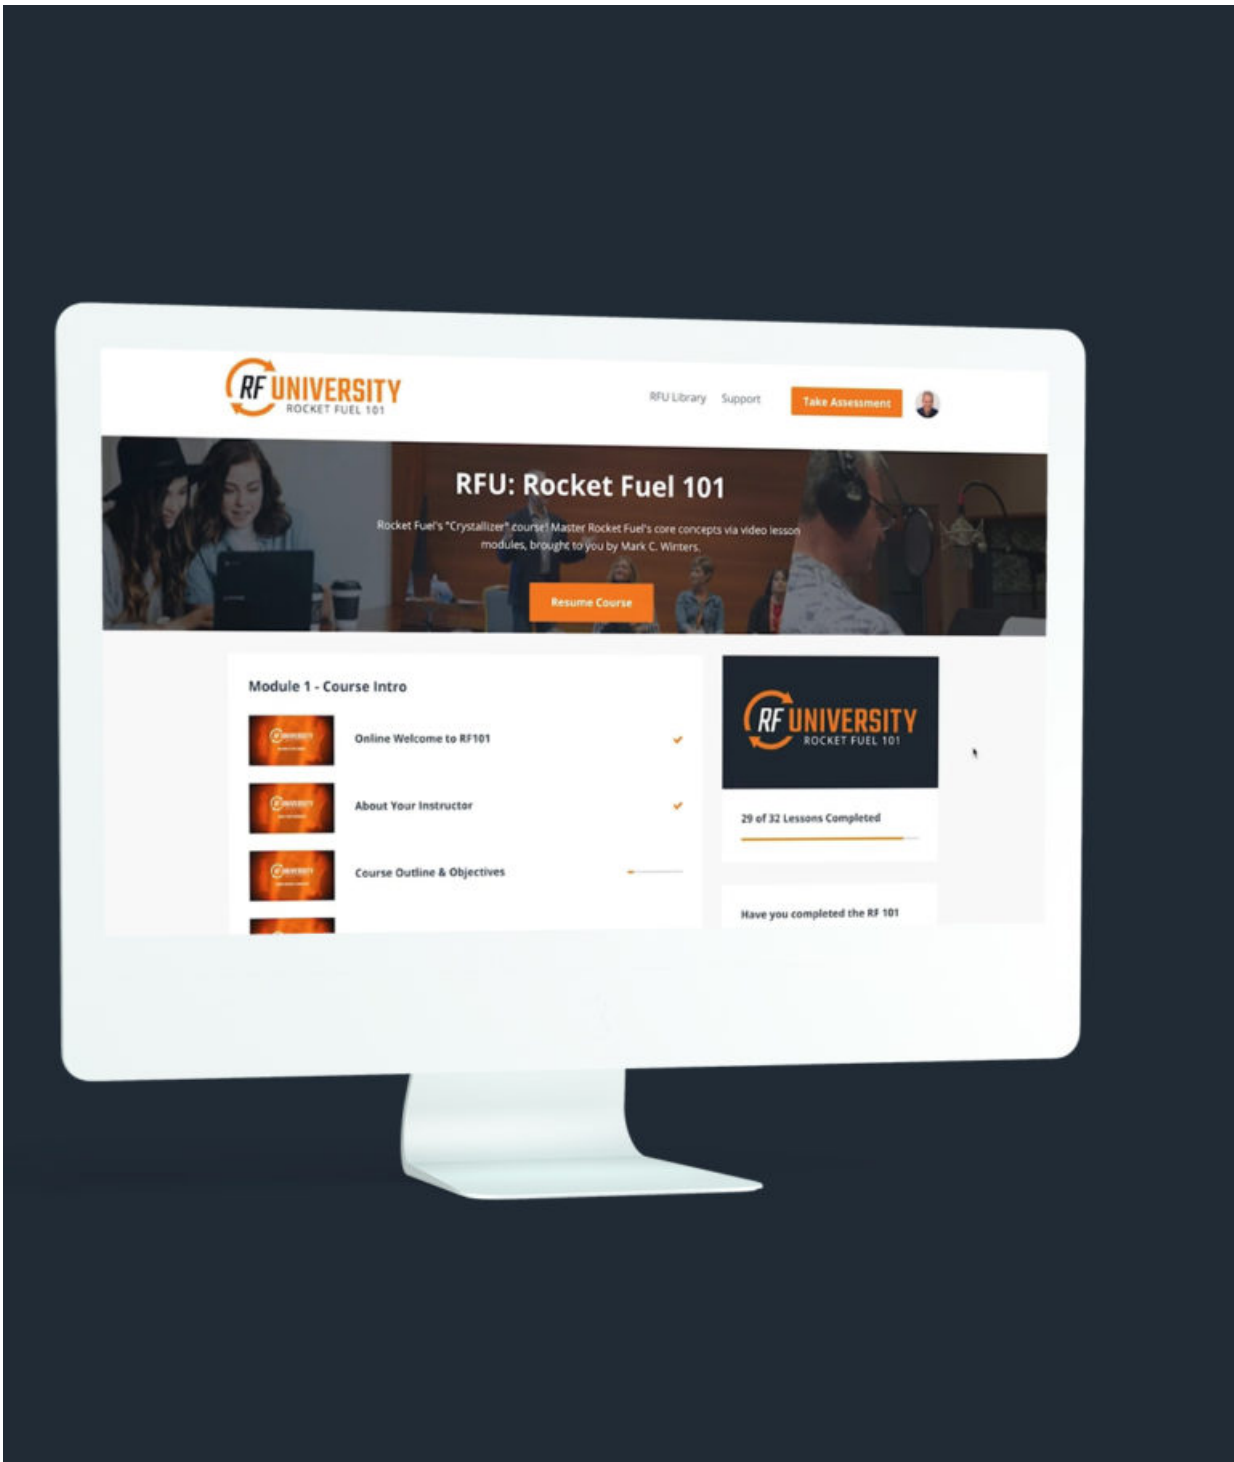 RF UNIVERSITY
ROCKET FUEL 101
RFU Library
Support
Take Assessment
RFU: Rocket Fuel 101
Rocket Fuel's "Crystallizer" course! Master Rocket Fuel's core concepts via video lesson
modules, brought to you by Mark C. Winters.
Resume Course
Module 1 - Course Intro
Online Welcome to RF101
About Your Instructor
Course Outline & Objectives
RF UNIVERSITY
ROCKET FUEL 101
29 of 32 Lessons Completed
Have you completed the RF 101